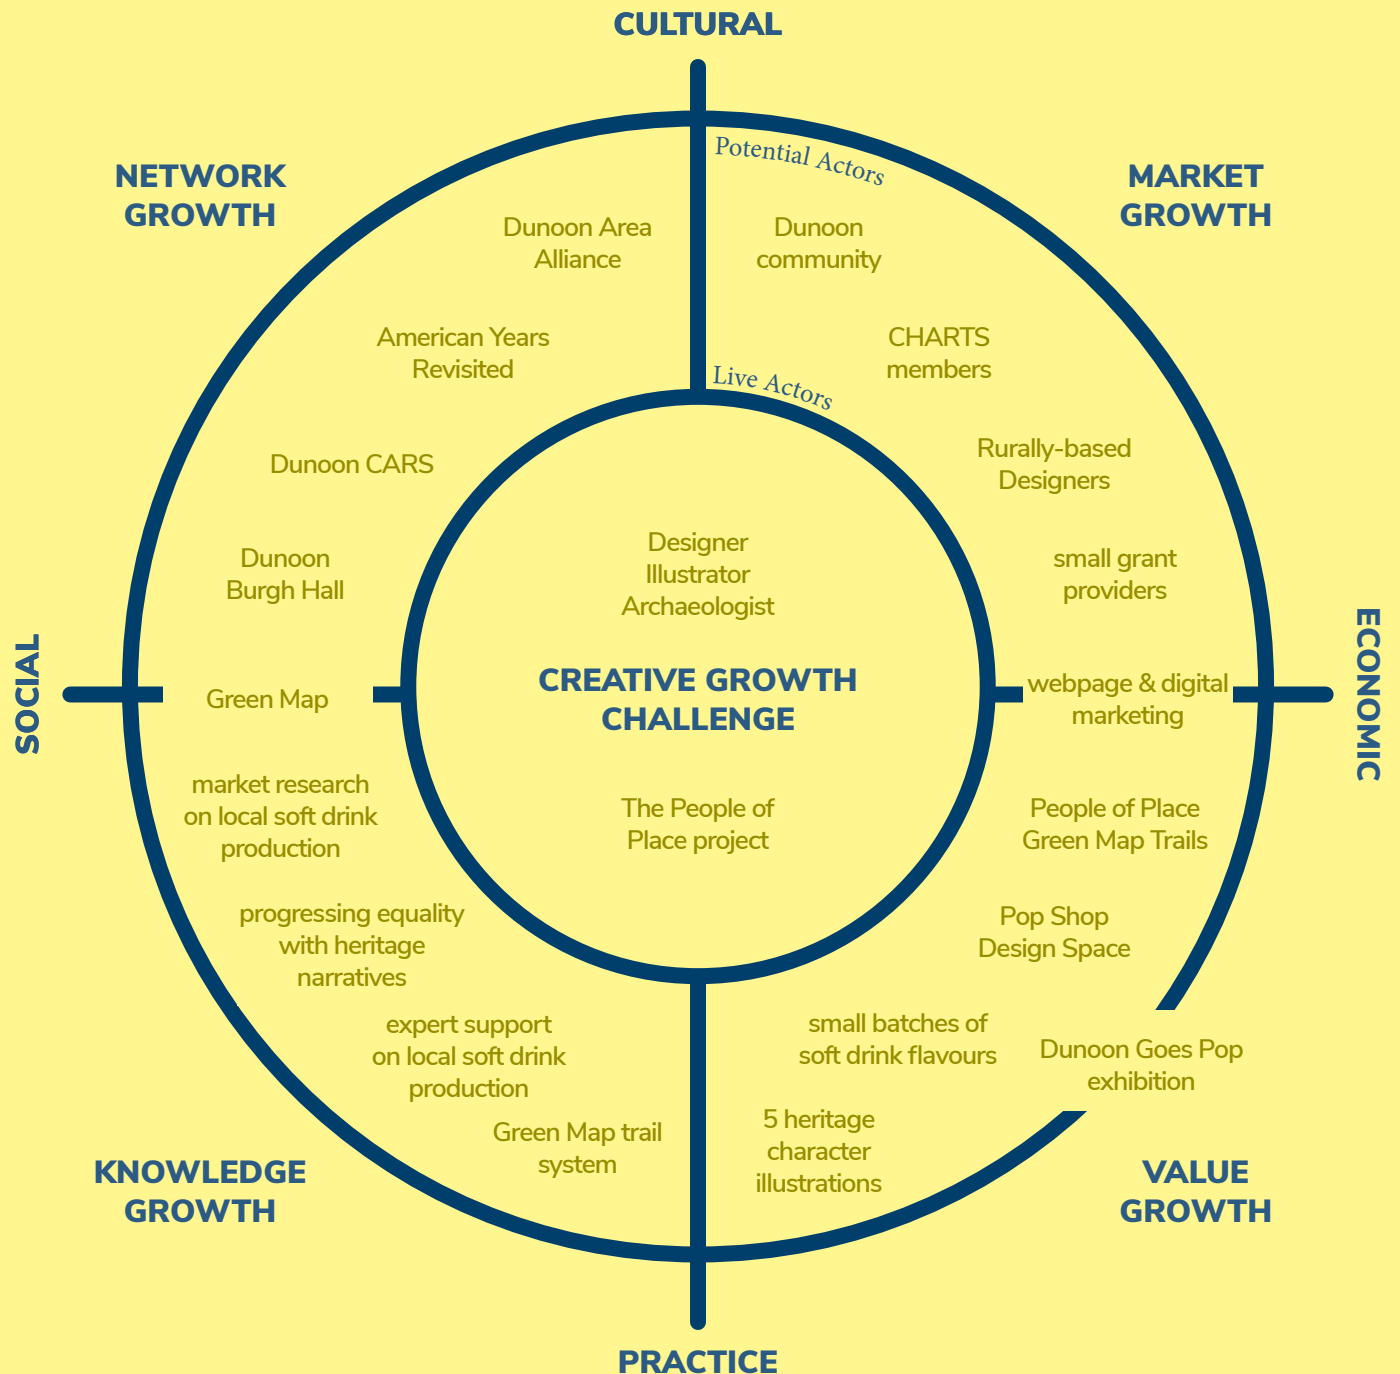 CULTURAL
NETWORK
GROWTH
MARKET
GROWTH
Potential Actors
Dunoon Area
Alliance
Dunoon
community
American Years
Revisited
CHARTS
members
Live Actors
Dunoon CARS
Rurally-based
Designers
Dunoon
Burgh Hall
Designer
Illustrator
Archaeologist
small grant
providers
SOCIAL
Green Map
CREATIVE GROWTH
CHALLENGE
webpage & digital
marketing
ECONOMIC
market research
on local soft drink
production
The People of
Place project
People of Place
Green Map Trails
progressing equality
with heritage
narratives
Pop Shop
Design Space
expert support
on local soft drink
production
small batches of
soft drink flavours
Dunoon Goes Pop
exhibition
Green Map trail
system
5 heritage
character
illustrations
KNOWLEDGE
GROWTH
VALUE
GROWTH
PRACTICE